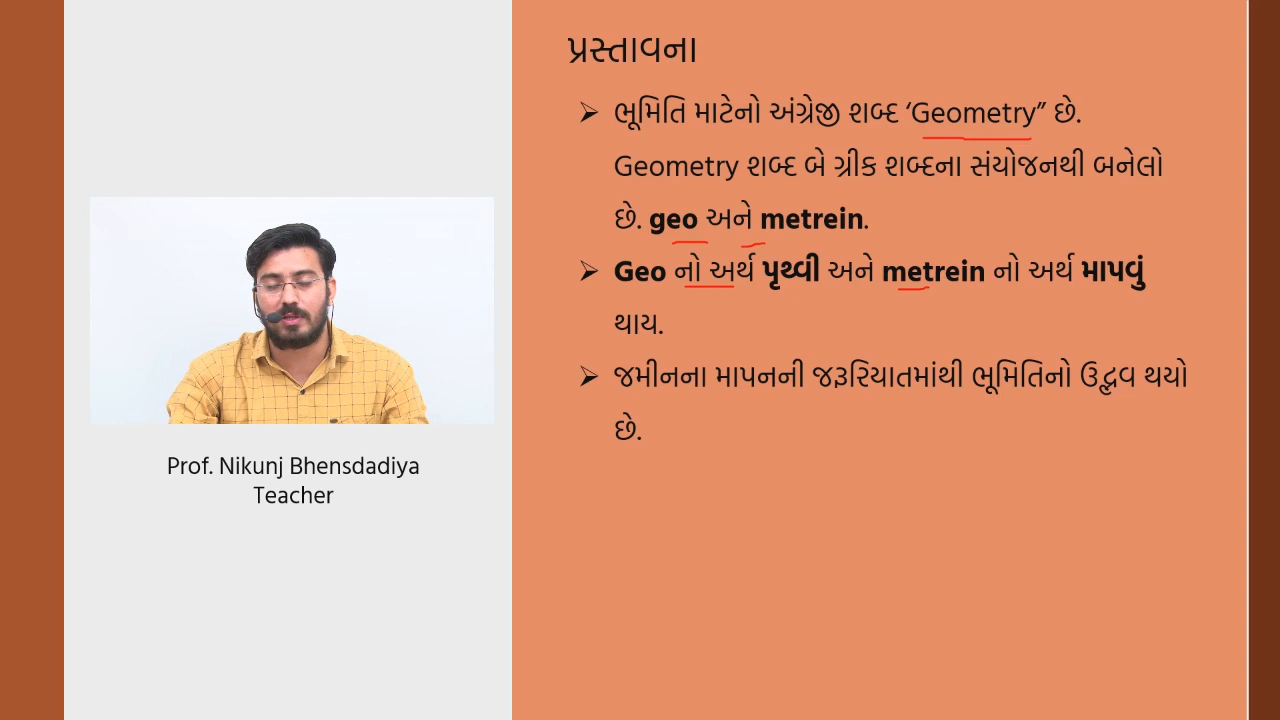 પ્રસ્તાવના
➢ ભૂમિતિ માટેનો અંગ્રેજી શબ્દ ‘Geometry” છે.
Geometry શબ્દ બે ગ્રીક શબ્દના સંયોજનથી બનેલો
છે. geo અને metrein.
➢ Geo નો અર્થ પૃથ્વી અને metrein નો અર્થ માપવું
થાય.
➢ જમીનના માપનની જરૂરિયાતમાંથી ભૂમિતિનો ઉદ્ભવ થયો
છે.
Prof. Nikunj Bhensdadiya
Teacher